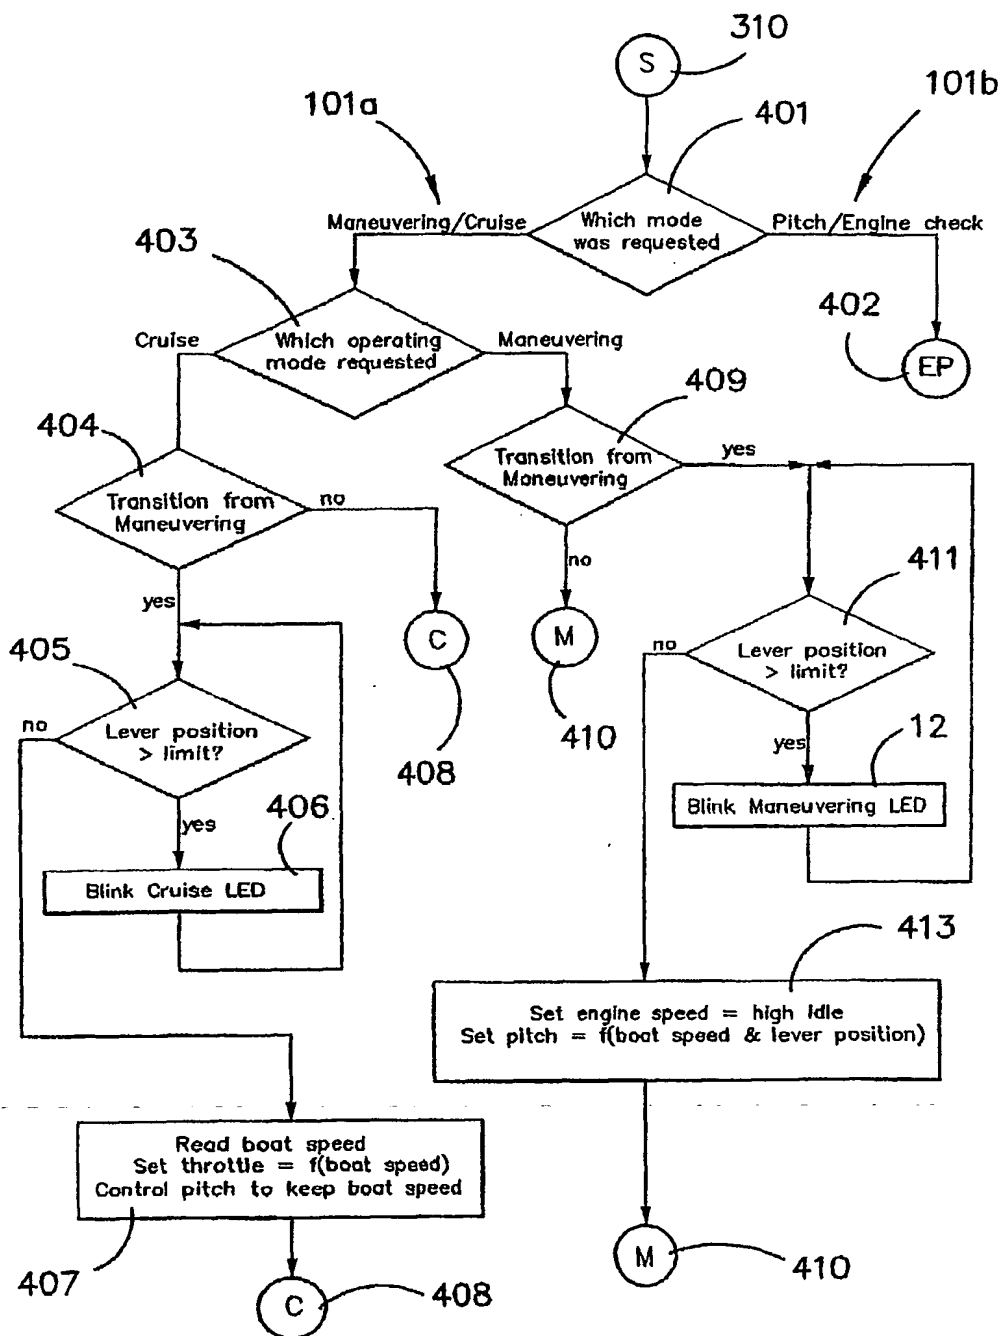 310
S
101b
101a
401
Maneuvering/Cruise
Which mode
was requested
Pitch/Engine check
403
402
Cruise
Which operating
mode requested
Maneuvering
EP
409
404
Transition from
Maneuvering
yes
Transition from
Maneuvering
no
no
411
yes
C
M
no
Lever position
> limit?
405
no
Lever position
> limit?
408
410
yes
12
Blink Maneuvering LED
406
yes
Blink Cruise LED
413
Set engine speed = high idle
Set pitch = f(boat speed & lever position)
Read boat speed
Set throttle = f(boat speed)
Control pitch to keep boat speed
407
M
410
C
408